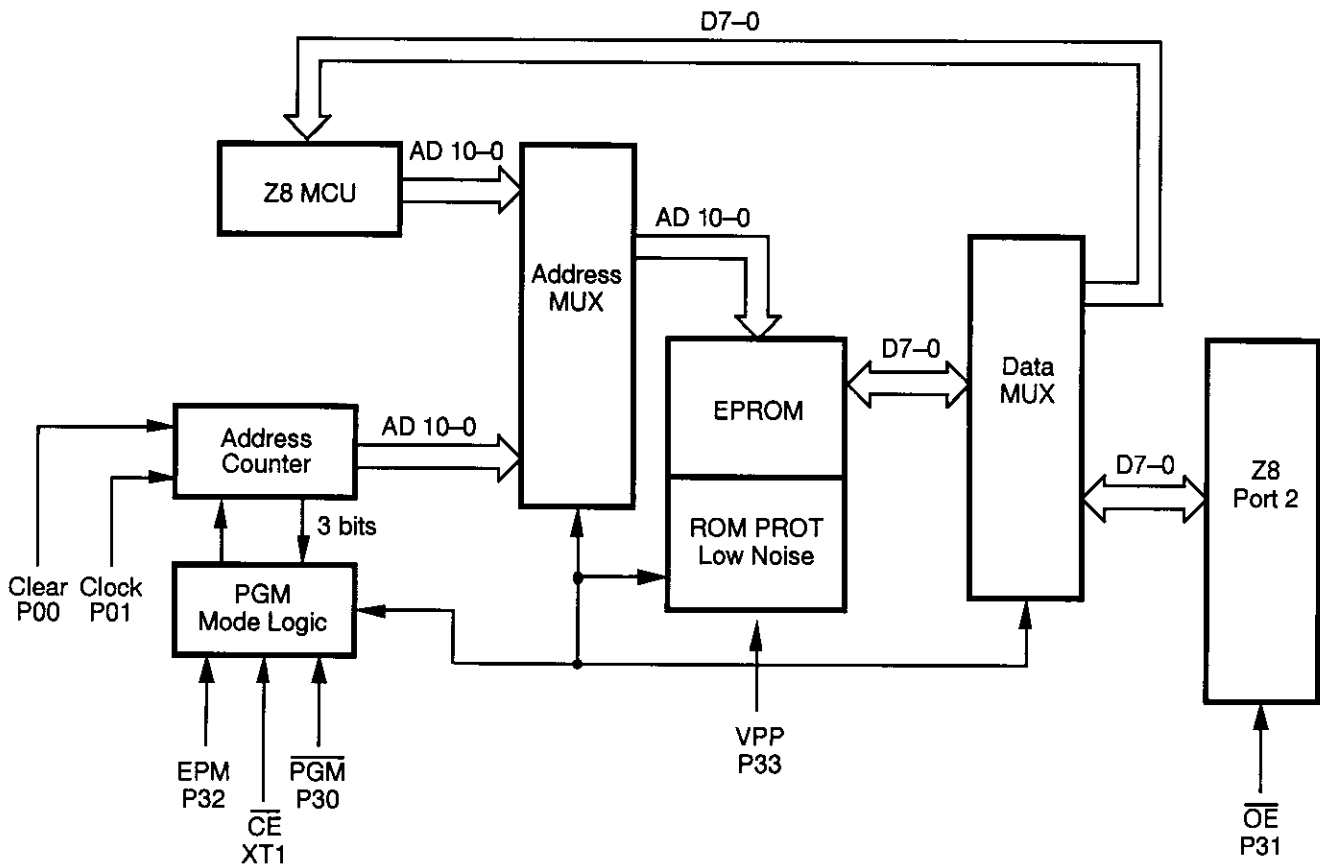 D7–0
Z8 MCU
AD 10–0
Address
MUX
AD 10–0
EPROM
ROM PROT
Low Noise
D7–0
Data
MUX
D7–0
Z8
Port 2
Address
Counter
AD 10–0
3 bits
Clear
P00
Clock
P01
PGM
Mode Logic
EPM
P32
CE
XT1
PGM
P30
VPP
P33
OE
P31